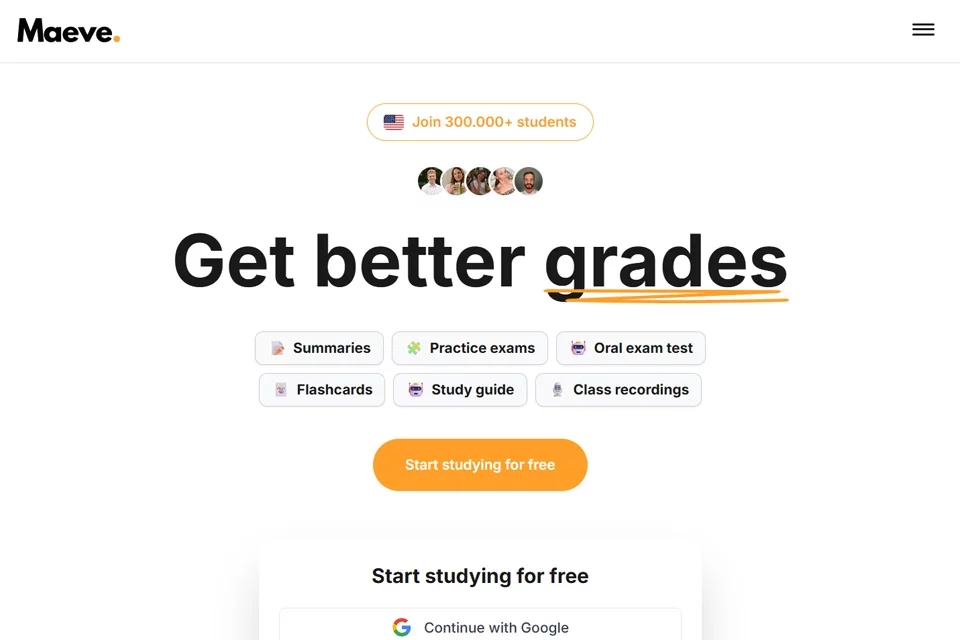 Maeve.
Join 300.000+ students
Get better grades
Summaries Practice exams Oral exam test
Flashcards Study guide Class recordings
Start studying for free
Start studying for free
Continue with Google